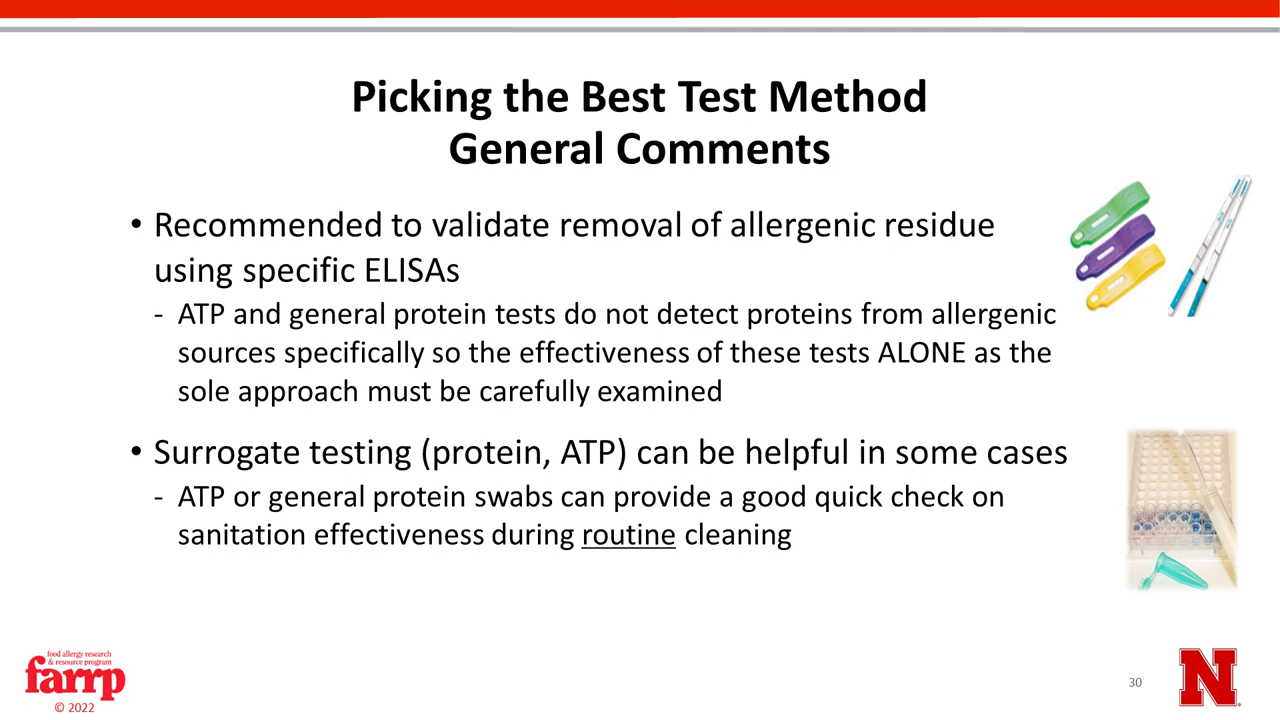 Picking the Best Test Method
General Comments
• Recommended to validate removal of allergenic residue
using specific ELISAs
- ATP and general protein tests do not detect proteins from allergenic
sources specifically so the effectiveness of these tests ALONE as the
sole approach must be carefully examined
• Surrogate testing (protein, ATP) can be helpful in some cases
- ATP or general protein swabs can provide a good quick check on
sanitation effectiveness during routine cleaning
food allergy research
& resource program
farrp
© 2022
30
N